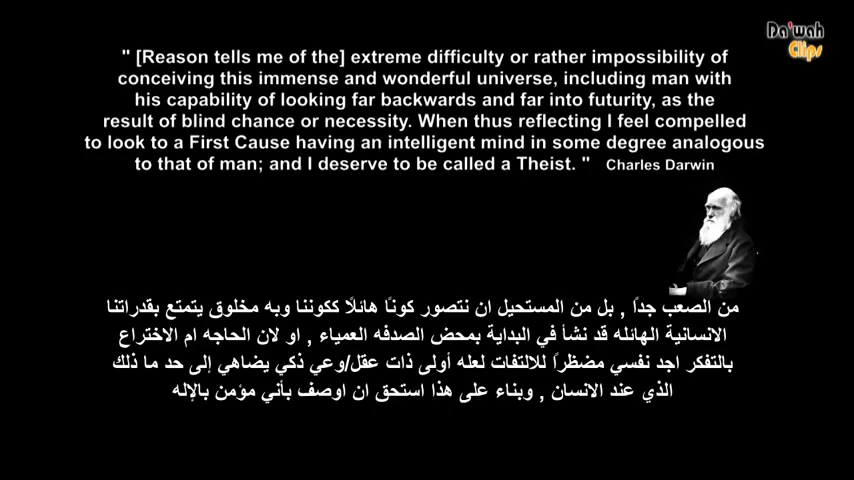 Da'wah
Clips
" [Reason tells me of the] extreme difficulty or rather impossibility of
conceiving this immense and wonderful universe, including man with
his capability of looking far backwards and far into futurity, as the
result of blind chance or necessity. When thus reflecting I feel compelled
to look to a First Cause having an intelligent mind in some degree analogous
to that of man; and I deserve to be called a Theist. " Charles Darwin
من الصعب جدًا , بل من المستحيل ان نتصور كونًا هائلًا ككوننا وبه مخلوق يتمتع بقدراتنا
الانسانية الهائله قد نشأ في البداية بمحض الصدفه العمياء , او لان الحاجه ام الاختراع
بالتفكر اجد نفسي مضظرًا للالتفات لعله أولى ذات عقل/وعي ذكي يضاهي إلى حد ما ذلك
الذي عند الانسان , وبناء على هذا استحق ان اوصف بأني مؤمن بالإله